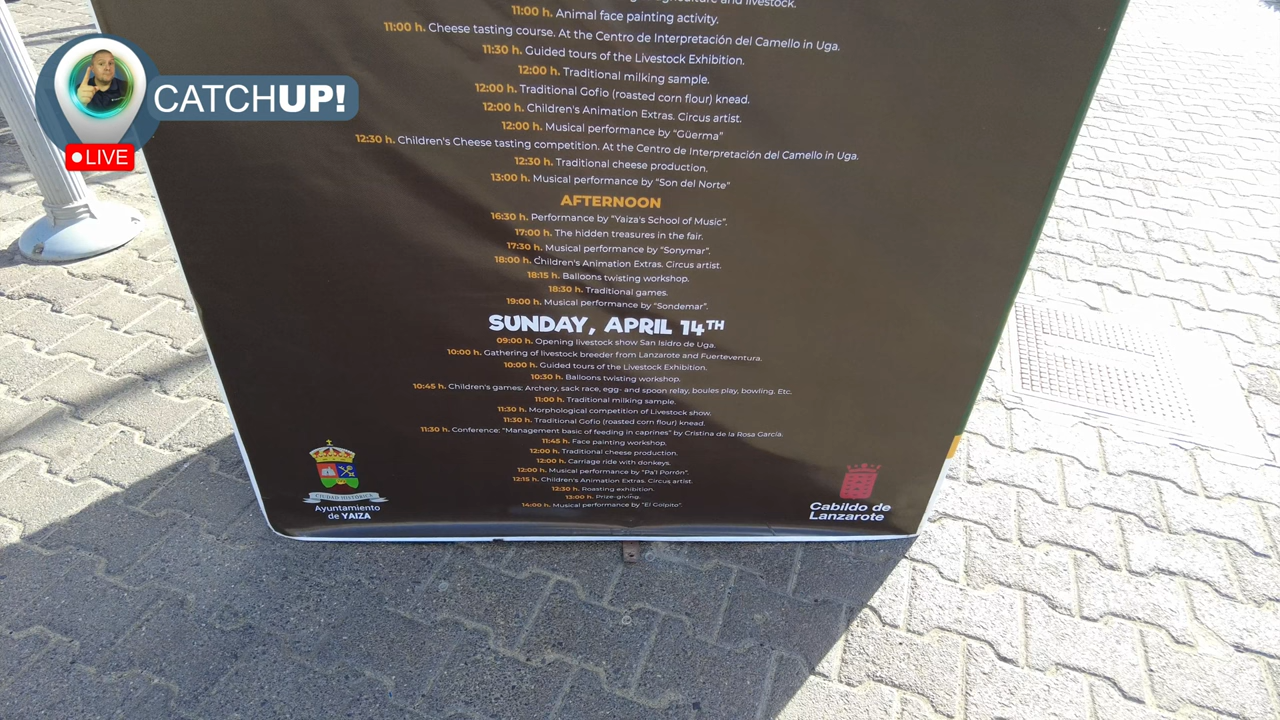 CATCHUP!
LIVE
agriculture and livestock.
11:00 h. Animal face painting activity.
11:00 h. Cheese tasting course. At the Centro de Interpretación del Camello in Uga.
11:30 h. Guided tours of the Livestock Exhibition.
12:00 h. Traditional milking sample.
12:00 h. Traditional Gofio (roasted corn flour) knead.
12:00 h. Children's Animation Extras. Circus artist.
12:00 h. Musical performance by “Güerma”
12:30 h. Children's Cheese tasting competition. At the Centro de Interpretación del Camello in Uga.
12:30 h. Traditional cheese production.
13:00 h. Musical performance by “Son del Norte”
AFTERNOON
16:30 h. Performance by “Yaiza's School of Music”.
17:00 h. The hidden treasures in the fair.
17:30 h. Musical performance by “Sonymar”.
18:00 h. Children's Animation Extras. Circus artist.
18:15 h. Balloons twisting workshop.
18:30 h. Traditional games.
19:00 h. Musical performance by “Sondemar”.
SUNDAY, APRIL 14TH
09:00 h. Opening livestock show San Isidro de Uga.
10:00 h. Gathering of livestock breeder from Lanzarote and Fuerteventura.
10:00 h. Guided tours of the Livestock Exhibition.
10:30 h. Balloons twisting workshop.
10:45 h. Children's games: Archery, sack race, egg- and spoon relay, boules play, bowling. Etc.
11:00 h. Traditional milking sample.
11:30 h. Morphological competition of Livestock show.
11:30 h. Traditional Gofio (roasted corn flour) knead.
11:30 h. Conference: “Management basic of feeding in caprines” by Cristina de la Rosa García.
11:45 h. Face painting workshop.
12:00 h. Traditional cheese production.
12:00 h. Carriage ride with donkeys.
12:00 h. Musical performance by “Pa'l Porrón”.
12:15 h. Children's Animation Extras. Circus artist.
12:30 h. Roasting exhibition.
13:00 h. Prize-giving.
14:00 h. Musical performance by “El Golpito”
CIUDAD HISTÓRICA
Ayuntamiento
de YAIZA
Cabildo de
Lanzarote